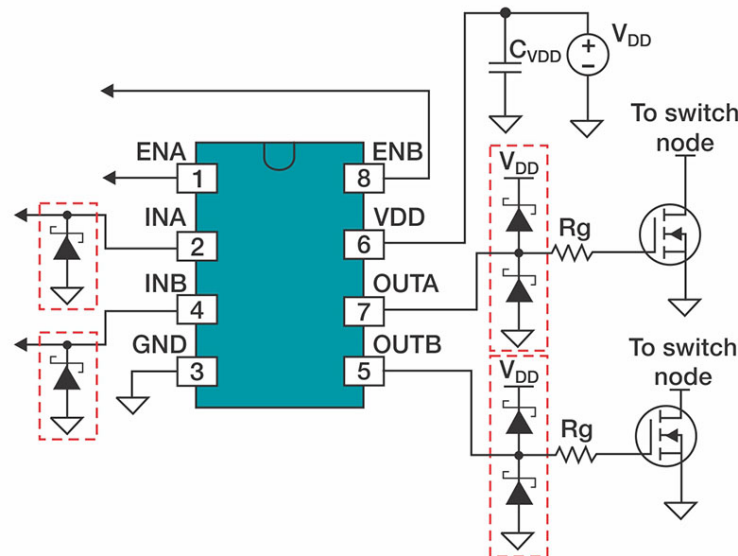 CVDD
VDD
ENA
1
ENB
8
INA
2
VDD
6
INB
4
OUTA
7
GND
3
OUTB
5
VDD
Rg
To switch
node
VDD
Rg
To switch
node
+
−